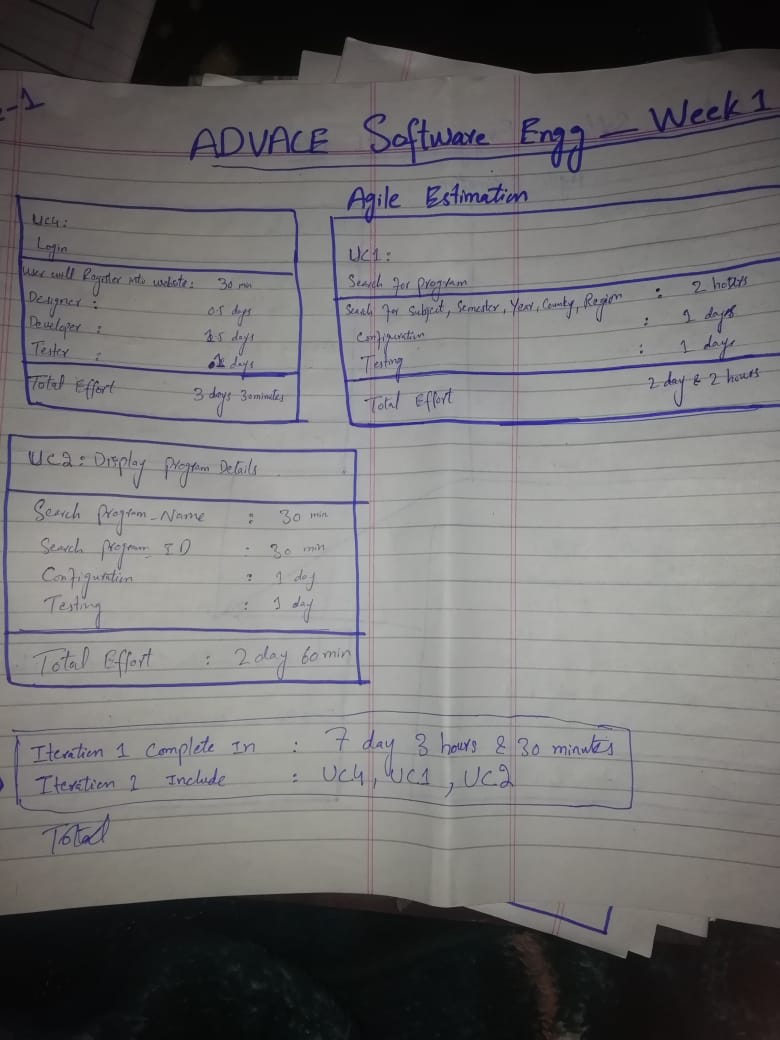 e-1
ADVACE Software Engg — Week 1
Agile Estimation
UC4:
Login
User will Register into website: 30 min
Designer : 0.5 days
Developer : 1.5 days
Tester : 1 days
Total Effort 3 days 30 minutes
UC1:
Search for program
Search for Subject, Semester, Year, County, Region : 2 hours
Configuration : 1 days
Testing : 1 days
Total Effort 2 day & 2 hours
UC2: Display program Details
Search program_Name : 30 min
Search program_ID : 30 min
Configuration : 1 day
Testing : 1 day
Total Effort : 2 day 60 min
Iteration 1 Complete In : 7 day 3 hours & 30 minutes
Iteration 1 Include : UC4, UC1, UC2
Total